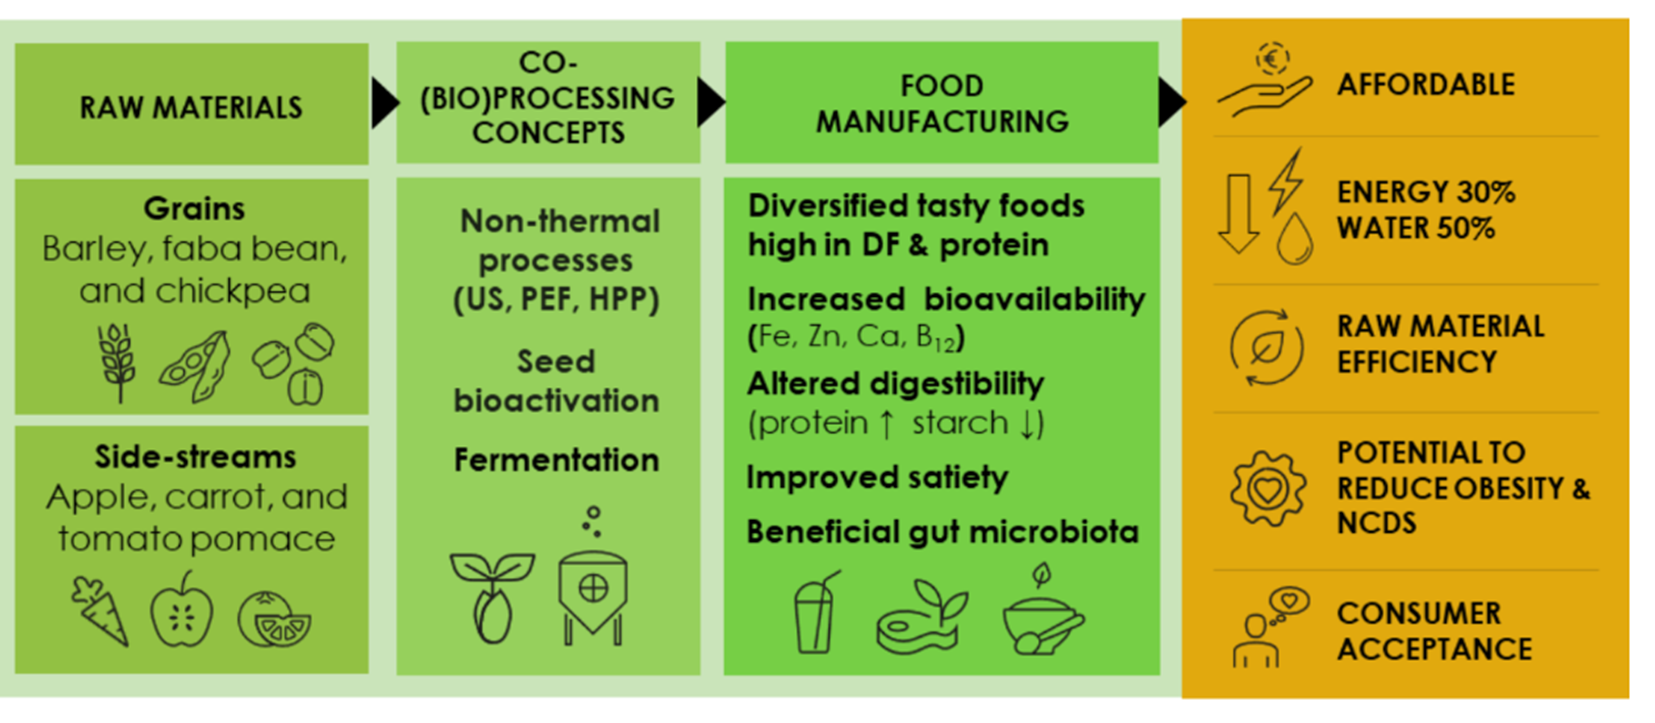 RAW MATERIALS
Grains
Barley, faba bean,
and chickpea
Side-streams
Apple, carrot, and
tomato pomace
CO-
(BIO)PROCESSING
CONCEPTS
Non-thermal
processes
(US, PEF, HPP)
Seed
bioactivation
Fermentation
FOOD
MANUFACTURING
Diversified tasty foods
high in DF & protein
Increased bioavailability
(Fe, Zn, Ca, B₁₂)
Altered digestibility
(protein ↑ starch ↓)
Improved satiety
Beneficial gut microbiota
€
AFFORDABLE
ENERGY 30%
WATER 50%
RAW MATERIAL
EFFICIENCY
POTENTIAL TO
REDUCE OBESITY &
NCDS
CONSUMER
ACCEPTANCE